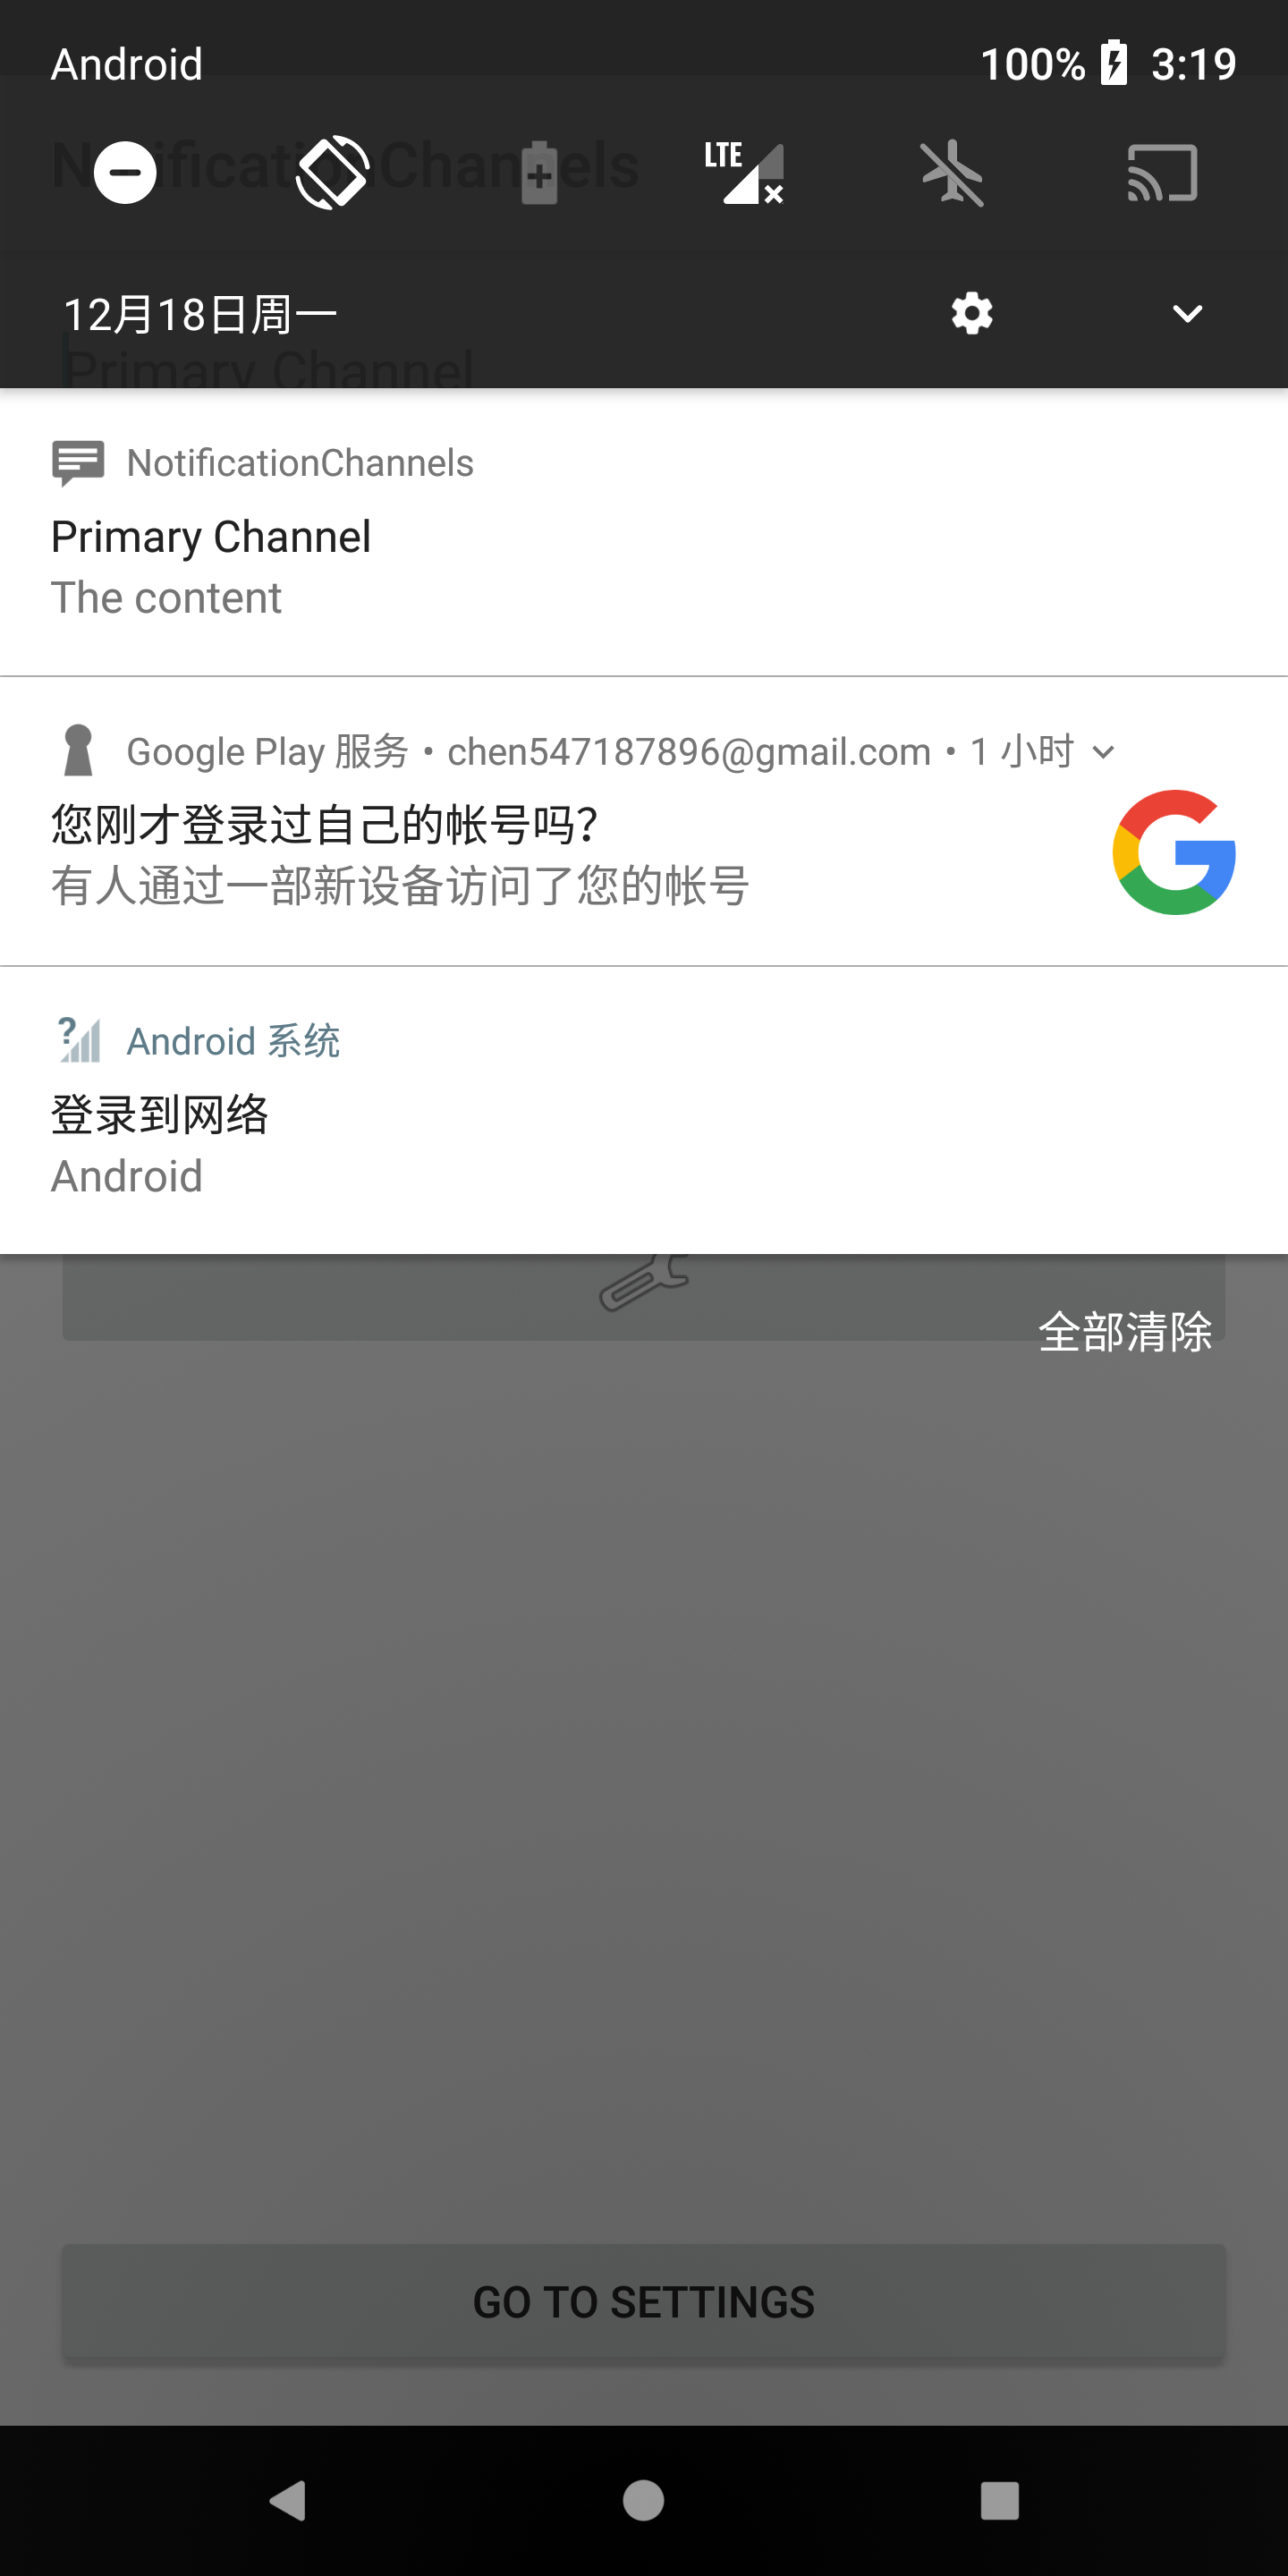 Android
100% 3:19
NotificationChannels
LTE
12月18日周一
Primary Channel
NotificationChannels
Primary Channel
The content
Google Play 服务 • chen547187896@gmail.com • 1 小时
您刚才登录过自己的帐号吗？
有人通过一部新设备访问了您的帐号
Android 系统
登录到网络
Android
全部清除
GO TO SETTINGS